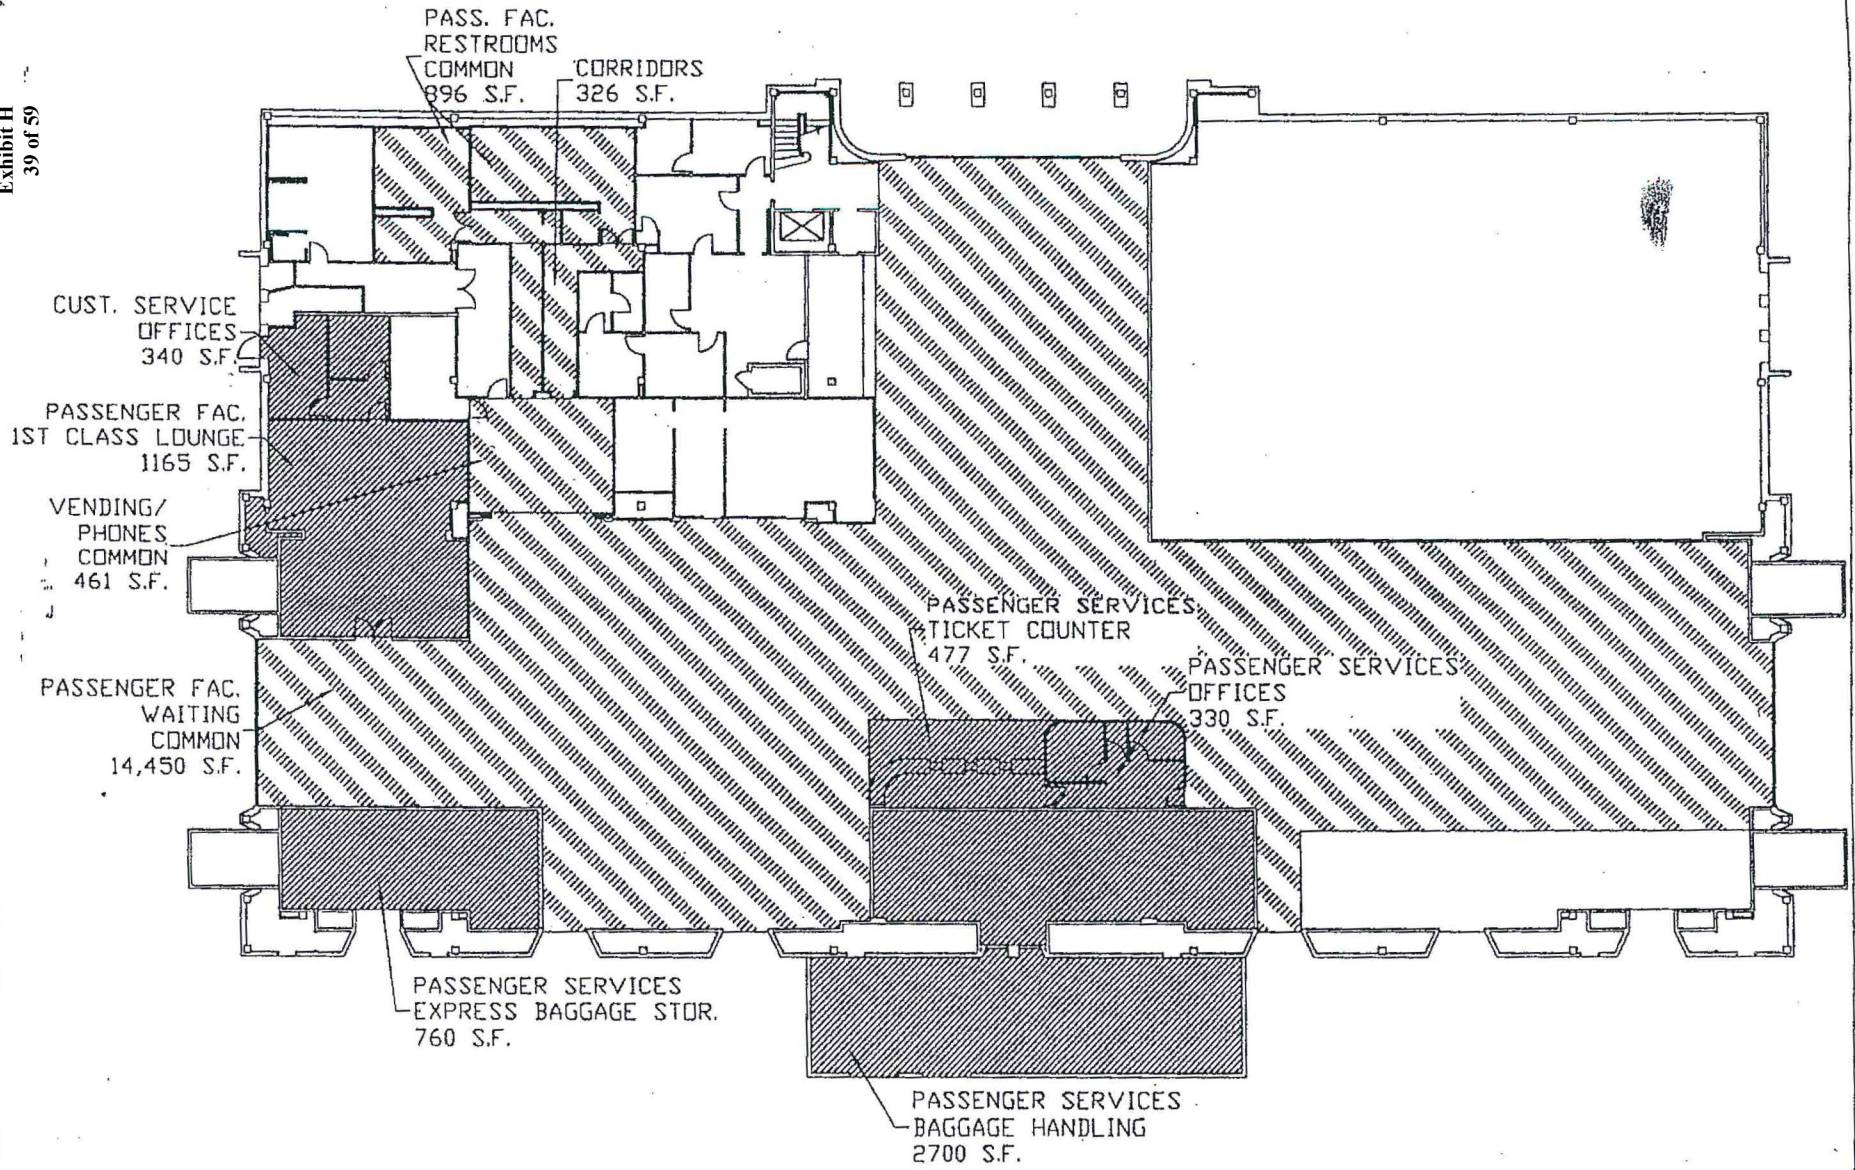 Exhibit H
39 of 59
PASS. FAC.
RESTROOMS
COMMON
896 S.F.
CORRIDORS
326 S.F.
CUST. SERVICE
OFFICES
340 S.F.
PASSENGER FAC.
1ST CLASS LOUNGE
1165 S.F.
VENDING/
PHONES
COMMON
461 S.F.
PASSENGER FAC.
WAITING
COMMON
14,450 S.F.
PASSENGER SERVICES
TICKET COUNTER
477 S.F.
PASSENGER SERVICES
OFFICES
330 S.F.
PASSENGER SERVICES
EXPRESS BAGGAGE STOR.
760 S.F.
PASSENGER SERVICES
BAGGAGE HANDLING
2700 S.F.